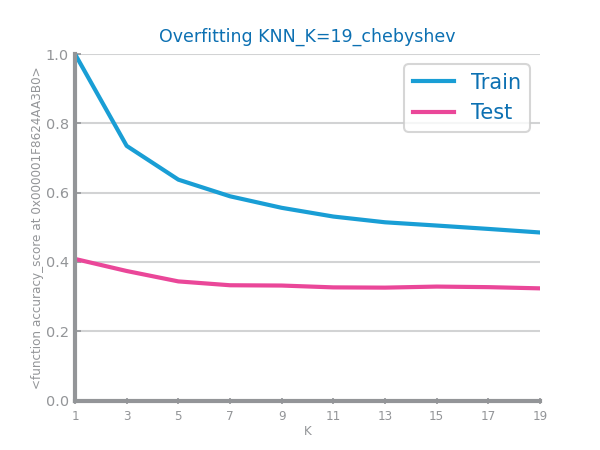 Overfitting KNN_K=19_chebyshev
<function accuracy_score at 0x000001F8624AA3B0>
1.0
0.8
0.6
0.4
0.2
0.0
Train
Test
1 3 5 7 9 11 13 15 17 19
K